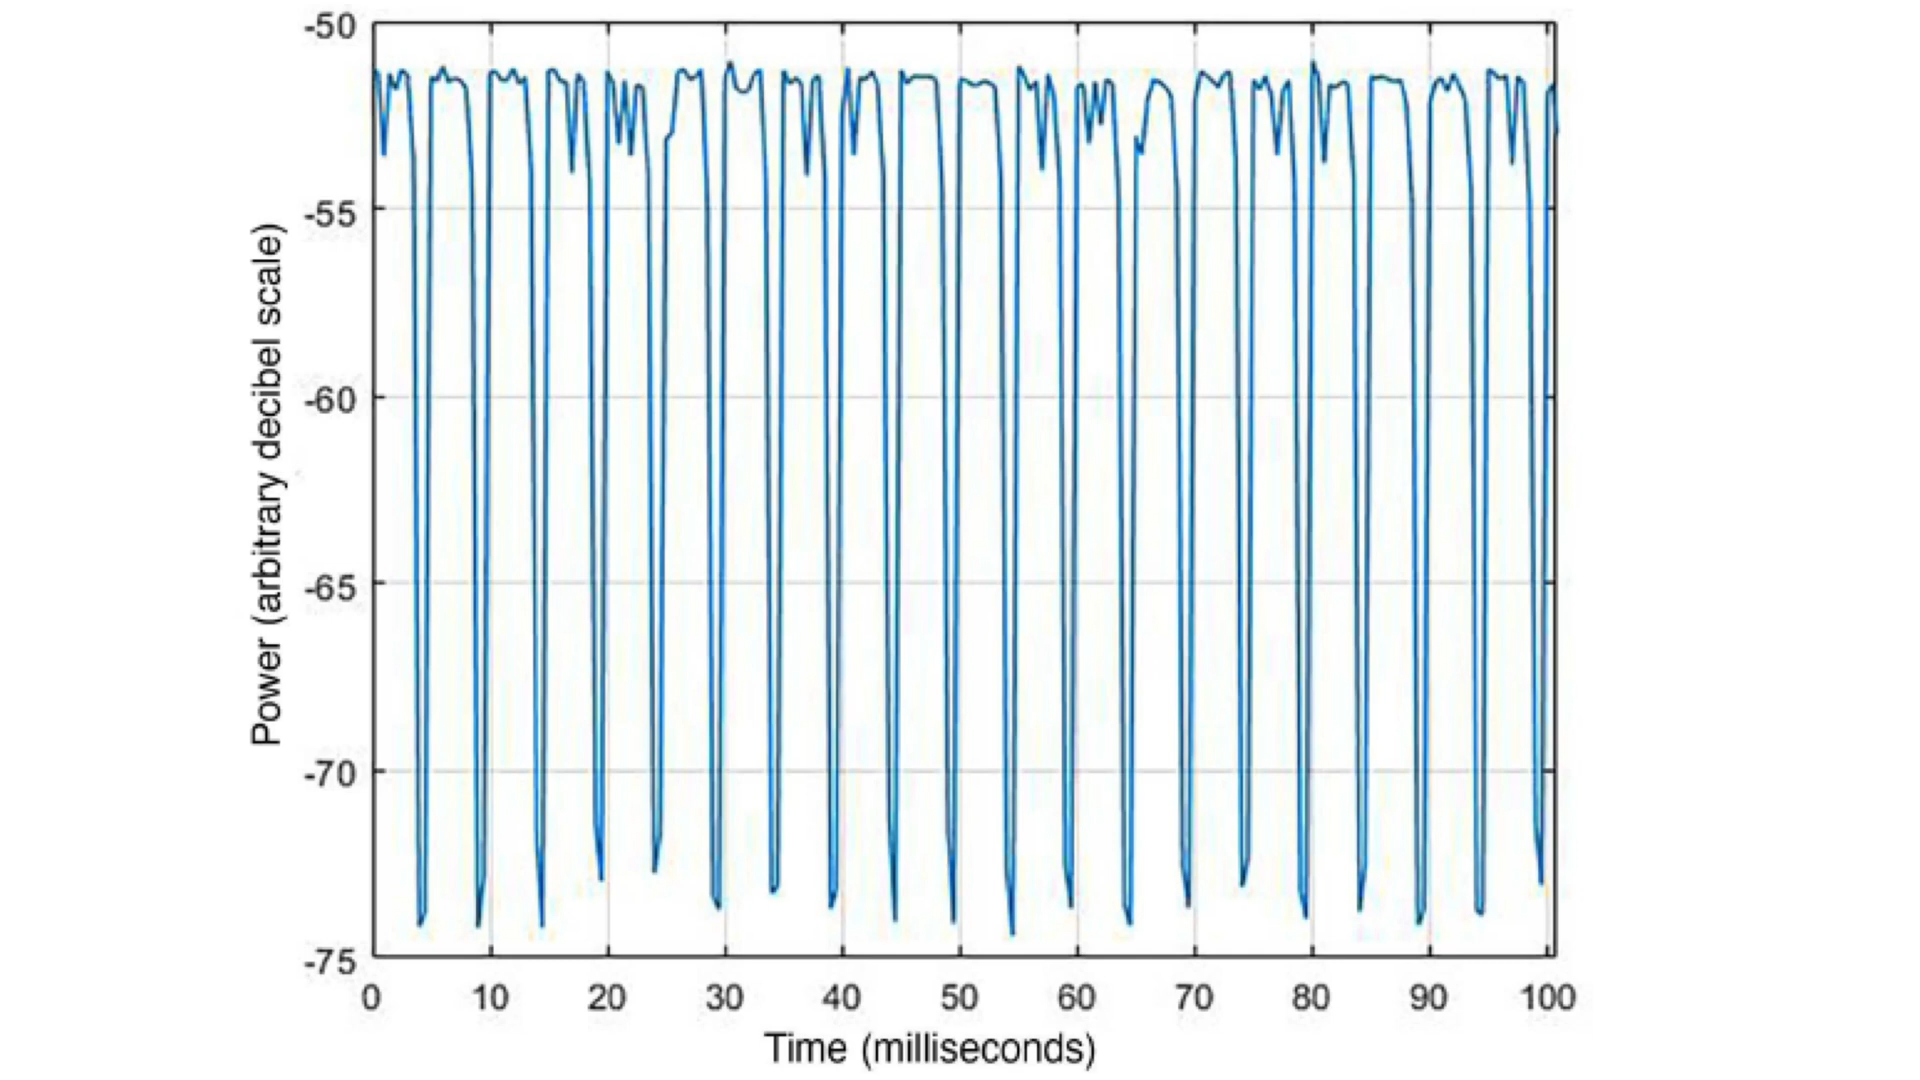 -50
-55
-60
-65
-70
-75
Power (arbitrary decibel scale)
0 10 20 30 40 50 60 70 80 90 100
Time (milliseconds)